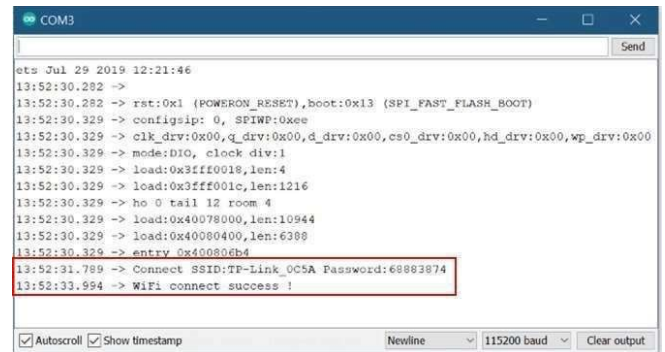 COM3
Send
ets Jul 29 2019 12:21:46
13:52:30.282 ->
13:52:30.282 -> rst:0x1 (POWERON_RESET),boot:0x13 (SPI_FAST_FLASH_BOOT)
13:52:30.329 -> configsip: 0, SPIWP:0xee
13:52:30.329 -> clk_drv:0x00,q_drv:0x00,d_drv:0x00,cs0_drv:0x00,hd_drv:0x00,wp_drv:0x00
13:52:30.329 -> mode:DIO, clock div:1
13:52:30.329 -> load:0x3fff0018,len:4
13:52:30.329 -> load:0x3fff001c,len:1216
13:52:30.329 -> ho 0 tail 12 room 4
13:52:30.329 -> load:0x40078000,len:10944
13:52:30.329 -> load:0x40080400,len:6388
13:52:30.329 -> entry 0x400806b4
13:52:31.789 -> Connect SSID:TP-Link_0C5A Password:68883874
13:52:33.994 -> WiFi connect success !
Autoscroll Show timestamp Newline 115200 baud Clear output